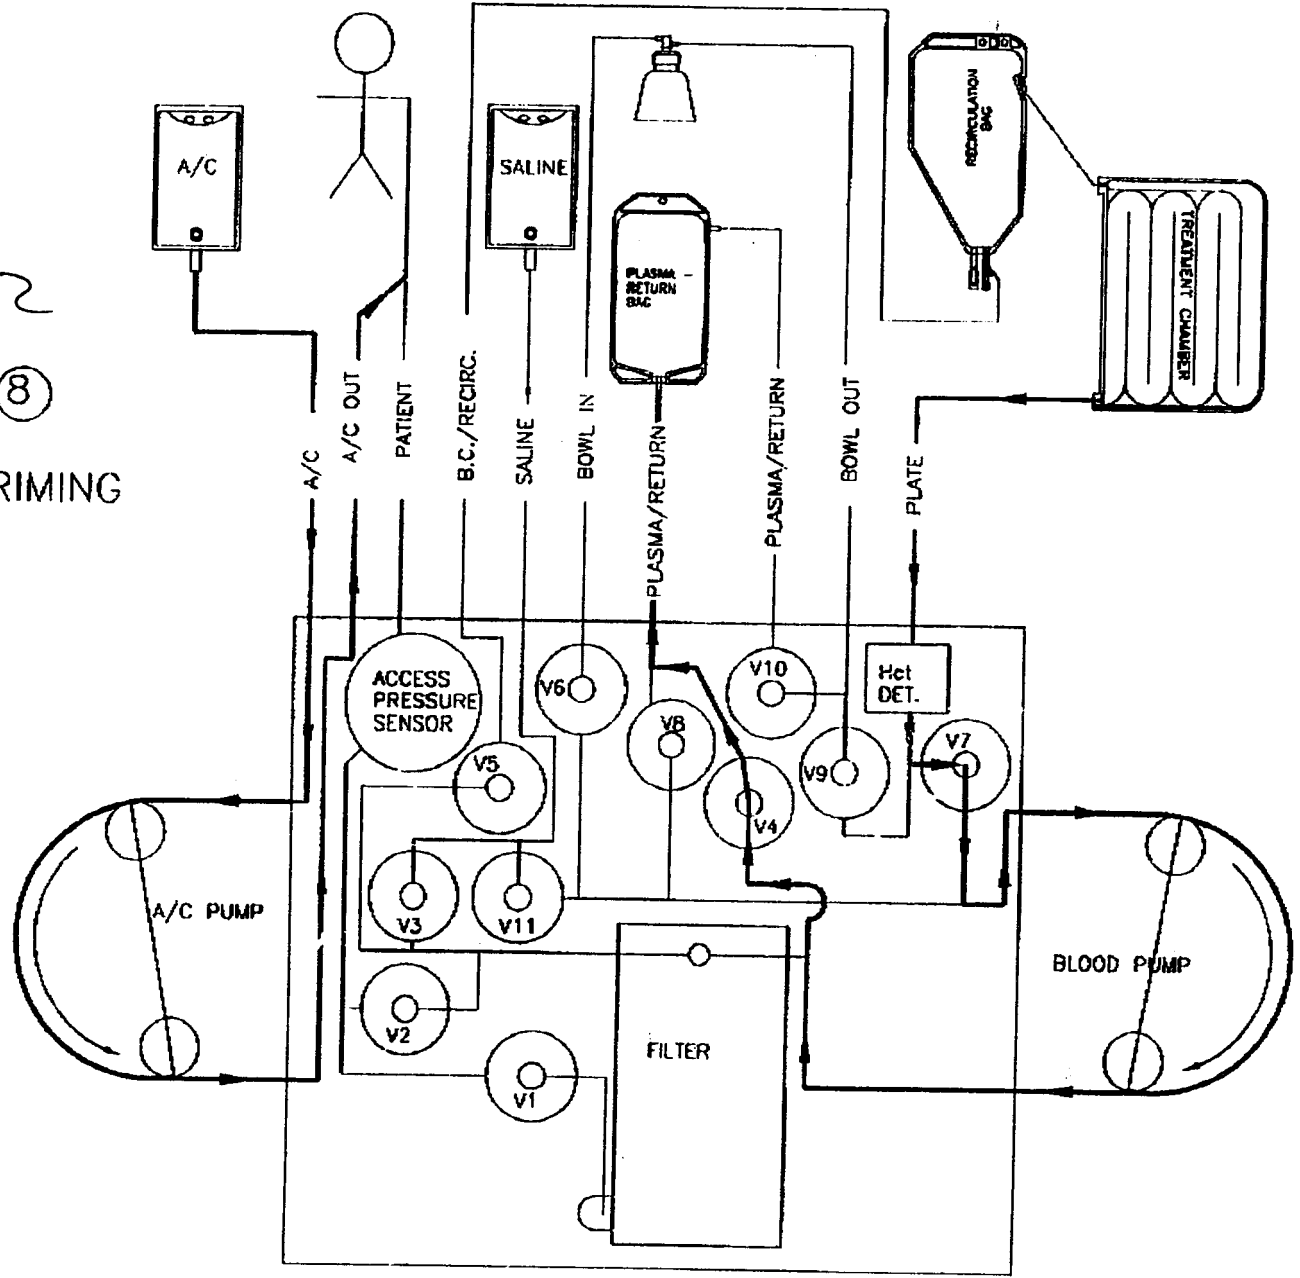 A/C
SALINE
RECIRCULATION
BAG
TREATMENT CHAMBER
PLASMA –
RETURN
BAG
8
RIMING
A/C
A/C OUT
PATIENT
B.C./RECIRC.
SALINE
BOWL IN
PLASMA/RETURN
PLASMA/RETURN
BOWL OUT
PLATE
ACCESS
PRESSURE
SENSOR
V6
V8
V10
Hct
DET.
V7
V5
V9
V4
A/C PUMP
V3
V11
BLOOD PUMP
V2
FILTER
V1